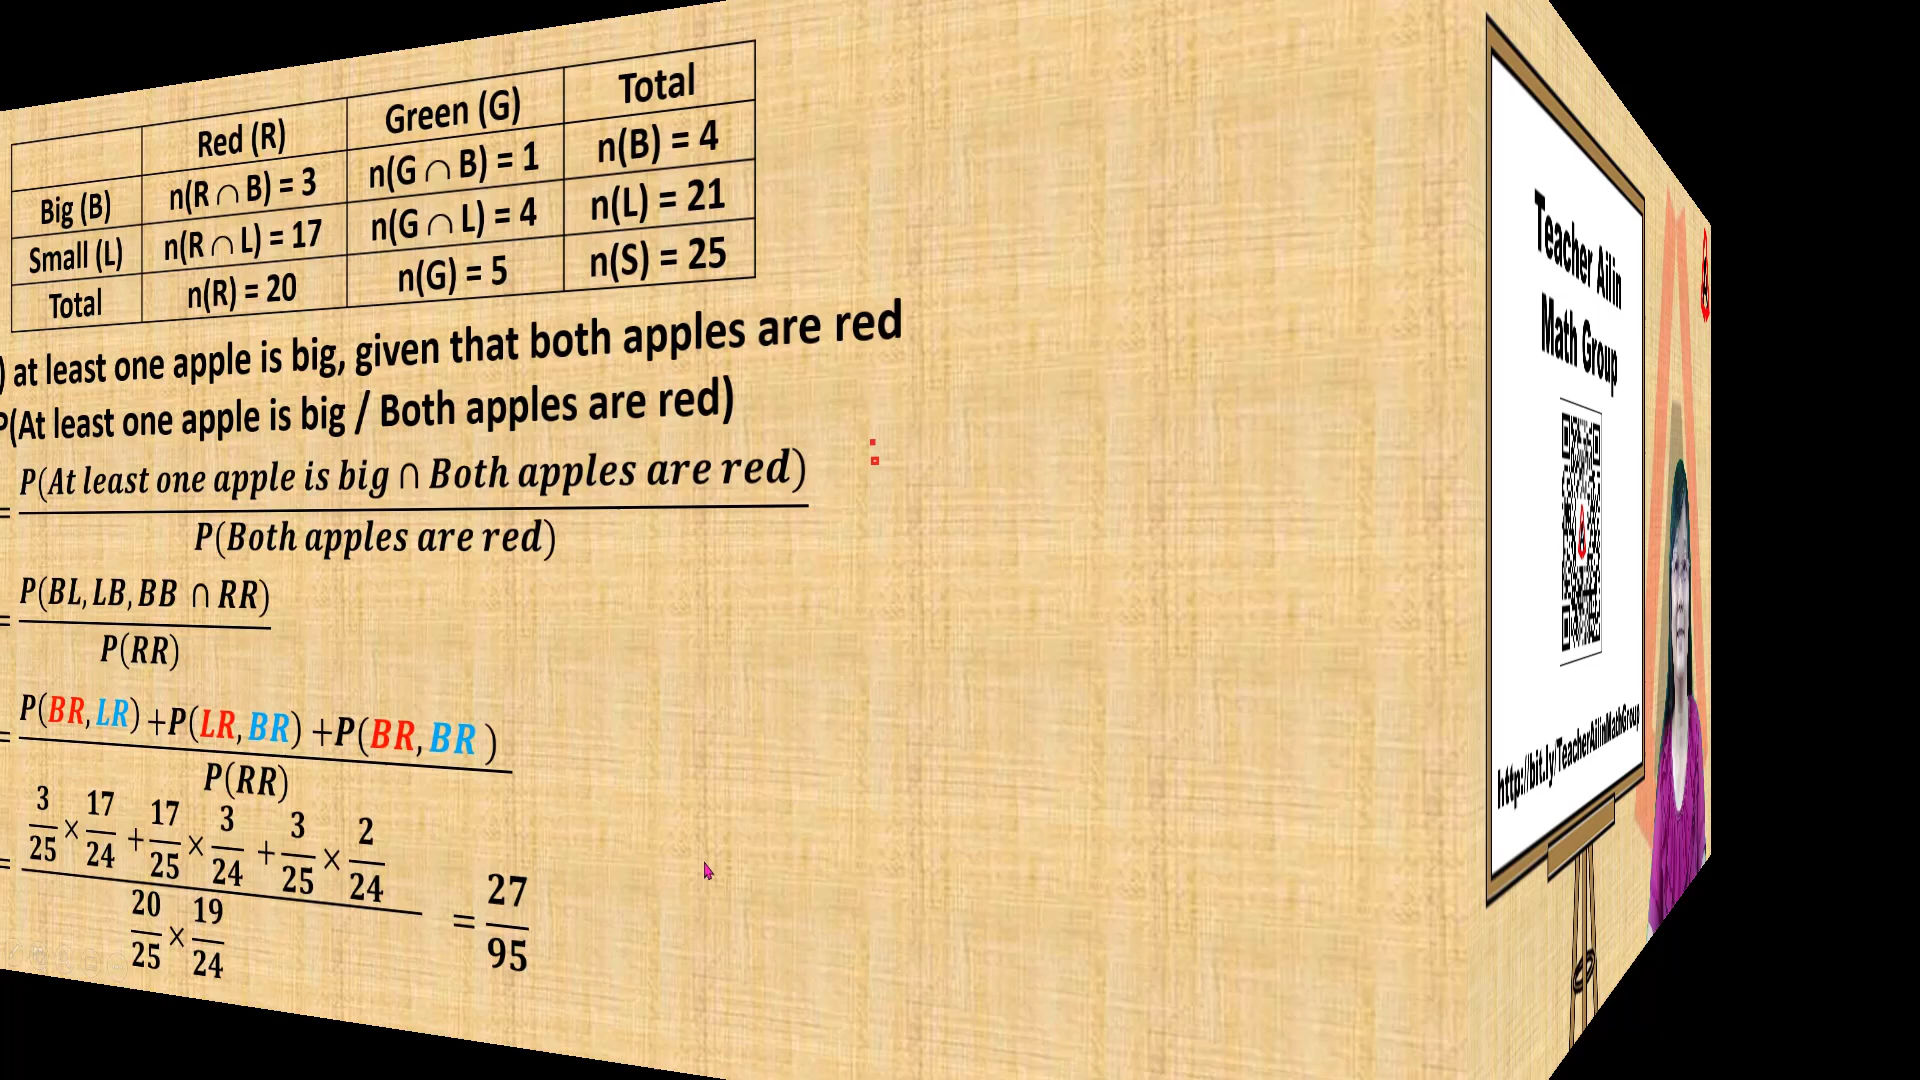 Red (R) Green (G) Total
Big (B) n(R ∩ B) = 3 n(G ∩ B) = 1 n(B) = 4
Small (L) n(R ∩ L) = 17 n(G ∩ L) = 4 n(L) = 21
Total n(R) = 20 n(G) = 5 n(S) = 25
) at least one apple is big, given that both apples are red
P(At least one apple is big / Both apples are red)
= P(At least one apple is big ∩ Both apples are red)
P(Both apples are red)
= P(BL, LB, BB ∩ RR)
P(RR)
= P(BR, LR) +P(LR, BR) +P(BR, BR )
P(RR)
= 3/25 × 17/24 + 17/25 × 3/24 + 3/25 × 2/24
20/25 × 19/24
= 27/95
Teacher Ailin
Math Group
http://bit.ly/TeacherAilinMathGroup